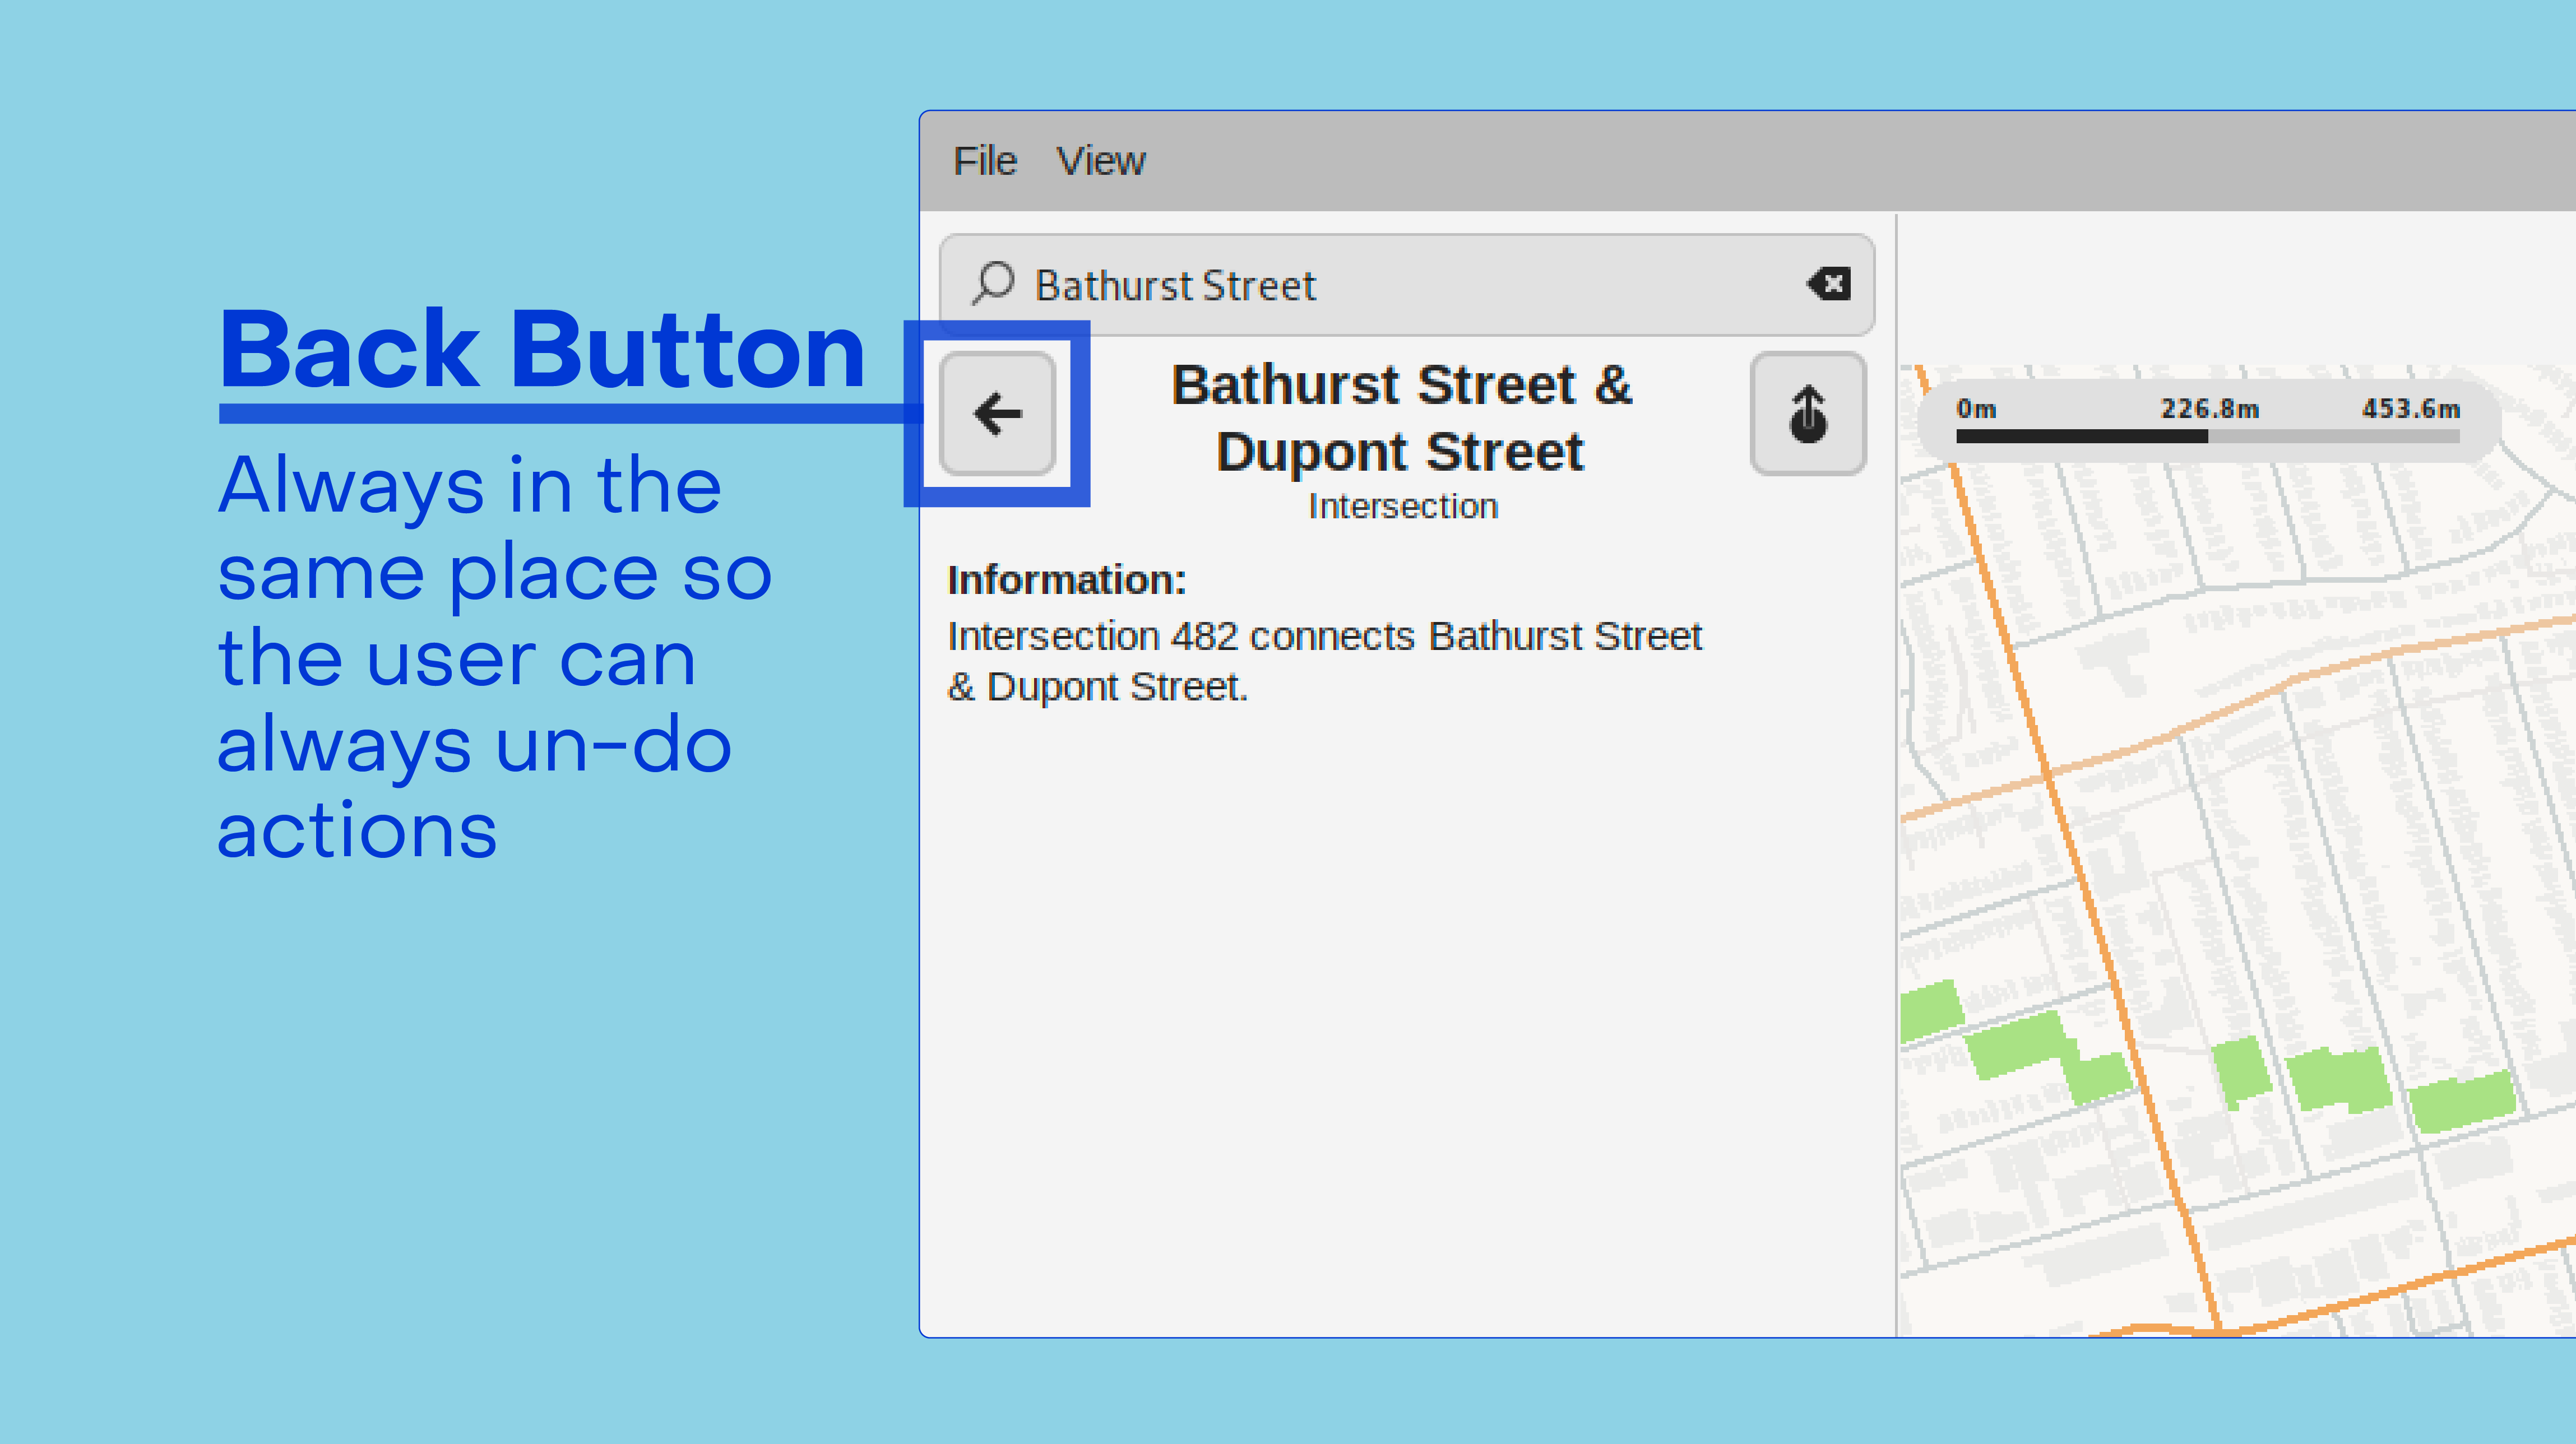 Back Button
Always in the
same place so
the user can
always un-do
actions
File View
Bathurst Street
Bathurst Street &
Dupont Street
Intersection
Information:
Intersection 482 connects Bathurst Street
& Dupont Street.
0m 226.8m 453.6m